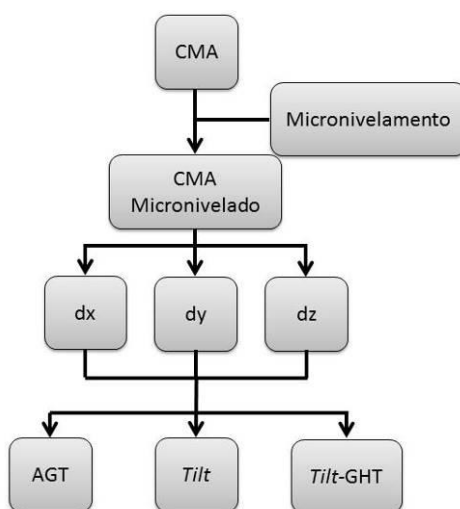 CMA
Micronivelamento
CMA
Micronivelado
dx
dy
dz
AGT
Tilt
Tilt-GHT